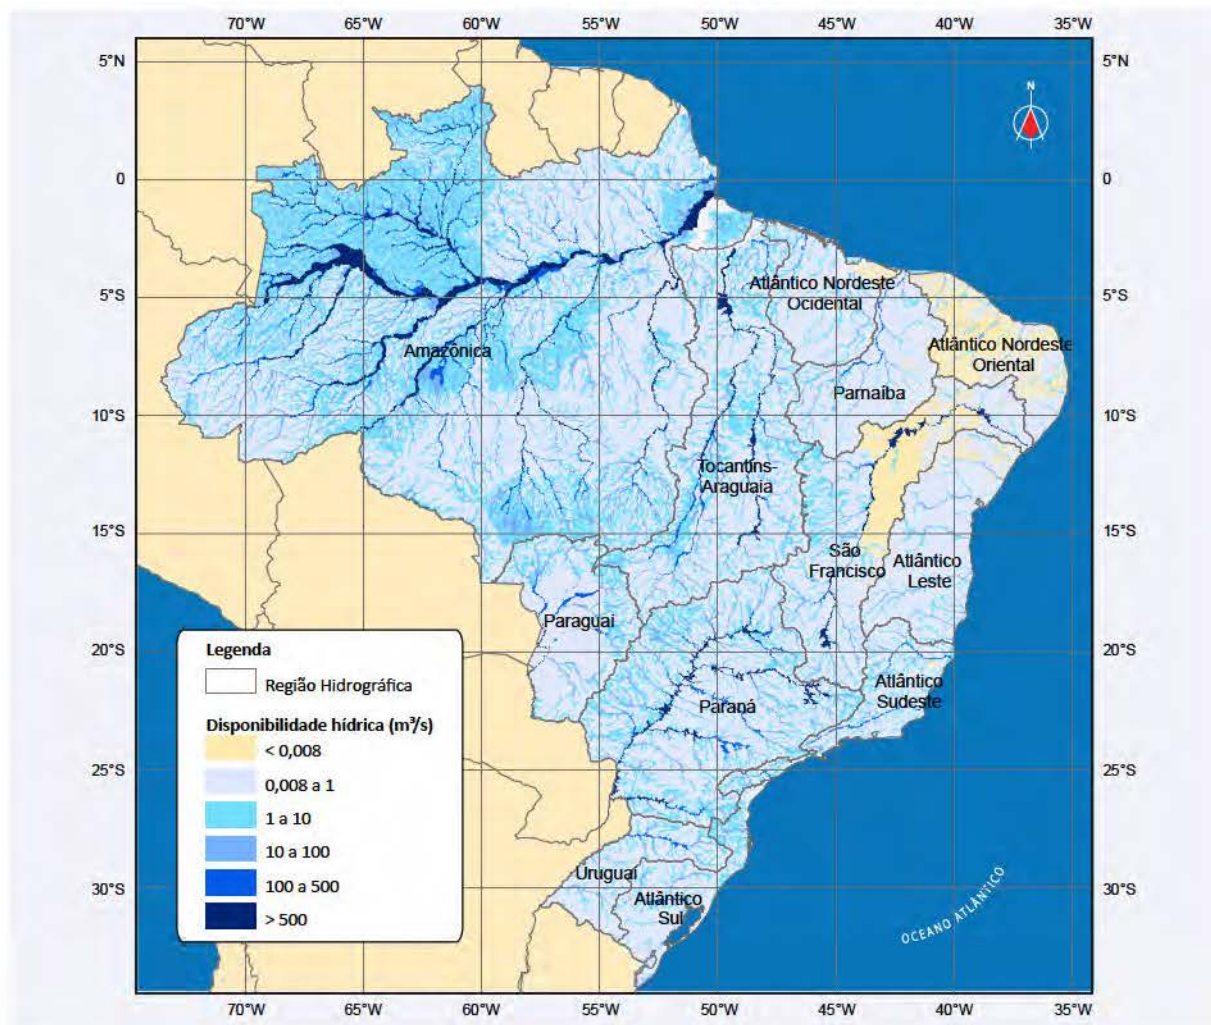 70°W 65°W 60°W 55°W 50°W 45°W 40°W 35°W
5°N 5°N
N
0 0
Atlântico Nordeste
Ocidental
5°S 5°S
Atlântico Nordeste
Oriental
Amazônica
Parnaíba
10°S 10°S
Tocantins-
Araguaia
15°S 15°S
São
Francisco
Atlântico
Leste
Paraguai
20°S 20°S
Atlântico
Sudeste
Paraná
25°S 25°S
Uruguai
Atlântico
Sul
30°S 30°S
OCEANO ATLÂNTICO
Legenda
Região Hidrográfica
Disponibilidade hídrica (m³/s)
< 0,008
0,008 a 1
1 a 10
10 a 100
100 a 500
> 500
70°W 65°W 60°W 55°W 50°W 45°W 40°W 35°W